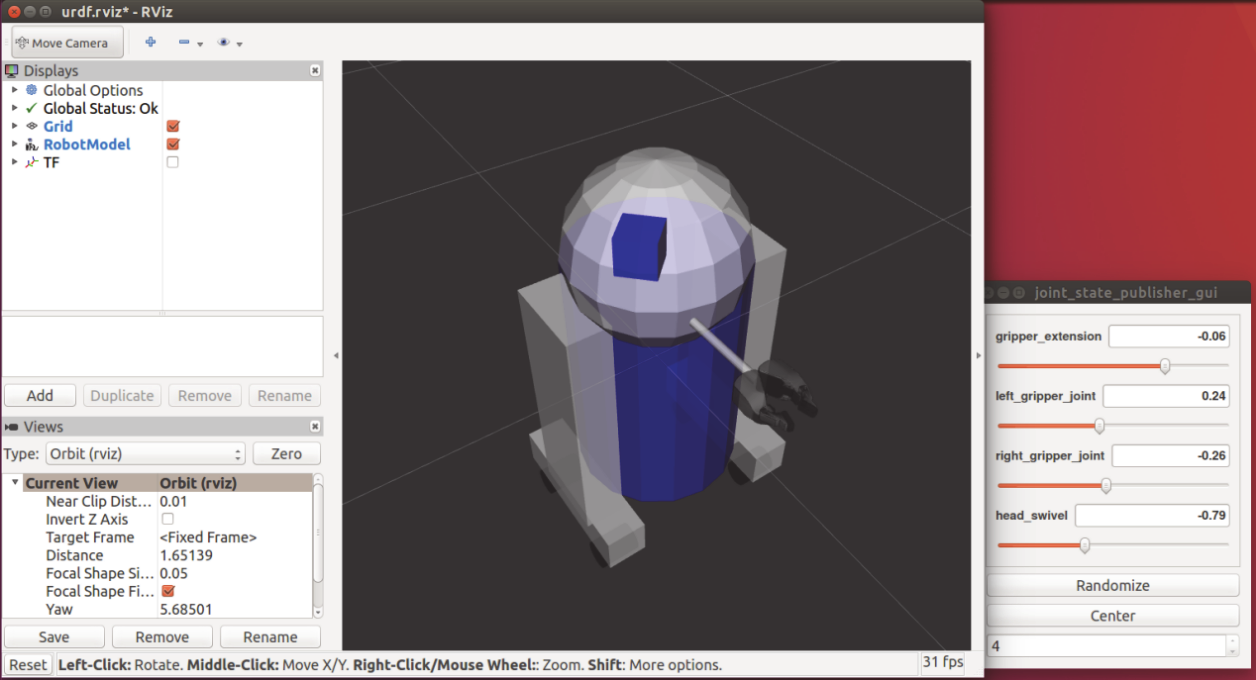 urdf.rviz* - RViz
Move Camera
Displays
Global Options
Global Status: Ok
Grid
RobotModel
TF
Add Duplicate Remove Rename
Views
Type: Orbit (rviz) Zero
Current View Orbit (rviz)
Near Clip Dist... 0.01
Invert Z Axis
Target Frame <Fixed Frame>
Distance 1.65139
Focal Shape Si... 0.05
Focal Shape Fi...
Yaw 5.68501
Save Remove Rename
Reset Left-Click: Rotate. Middle-Click: Move X/Y. Right-Click/Mouse Wheel:: Zoom. Shift: More options. 31 fps
joint_state_publisher_gui
gripper_extension -0.06
left_gripper_joint 0.24
right_gripper_joint -0.26
head_swivel -0.79
Randomize
Center
4